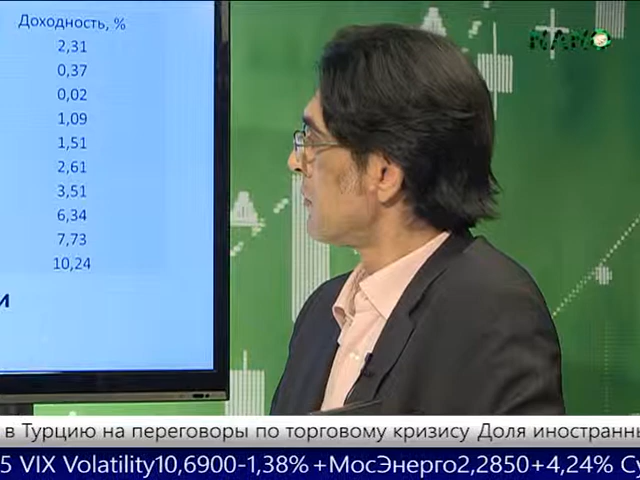 Доходность, %
2,31
0,37
0,02
1,09
1,51
2,61
3,51
6,34
7,73
10,24
и
NANO
в Турцию на переговоры по торговому кризису Доля иностранны
5 VIX Volatility10,6900-1,38% +МосЭнерго2,2850+4,24% Су